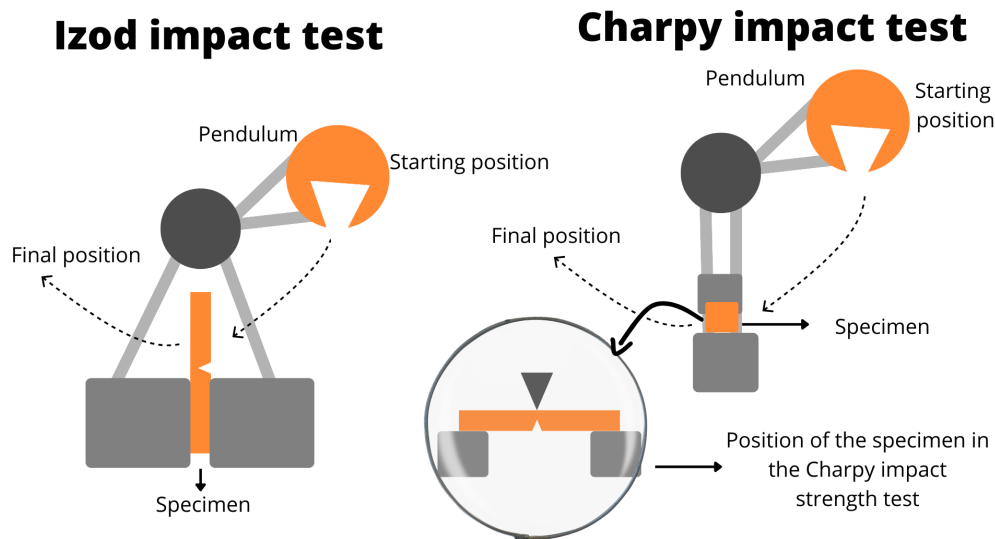 Izod impact test
Pendulum
Starting position
Final position
Specimen
Charpy impact test
Pendulum
Starting
position
Final position
Specimen
Position of the specimen in
the Charpy impact
strength test